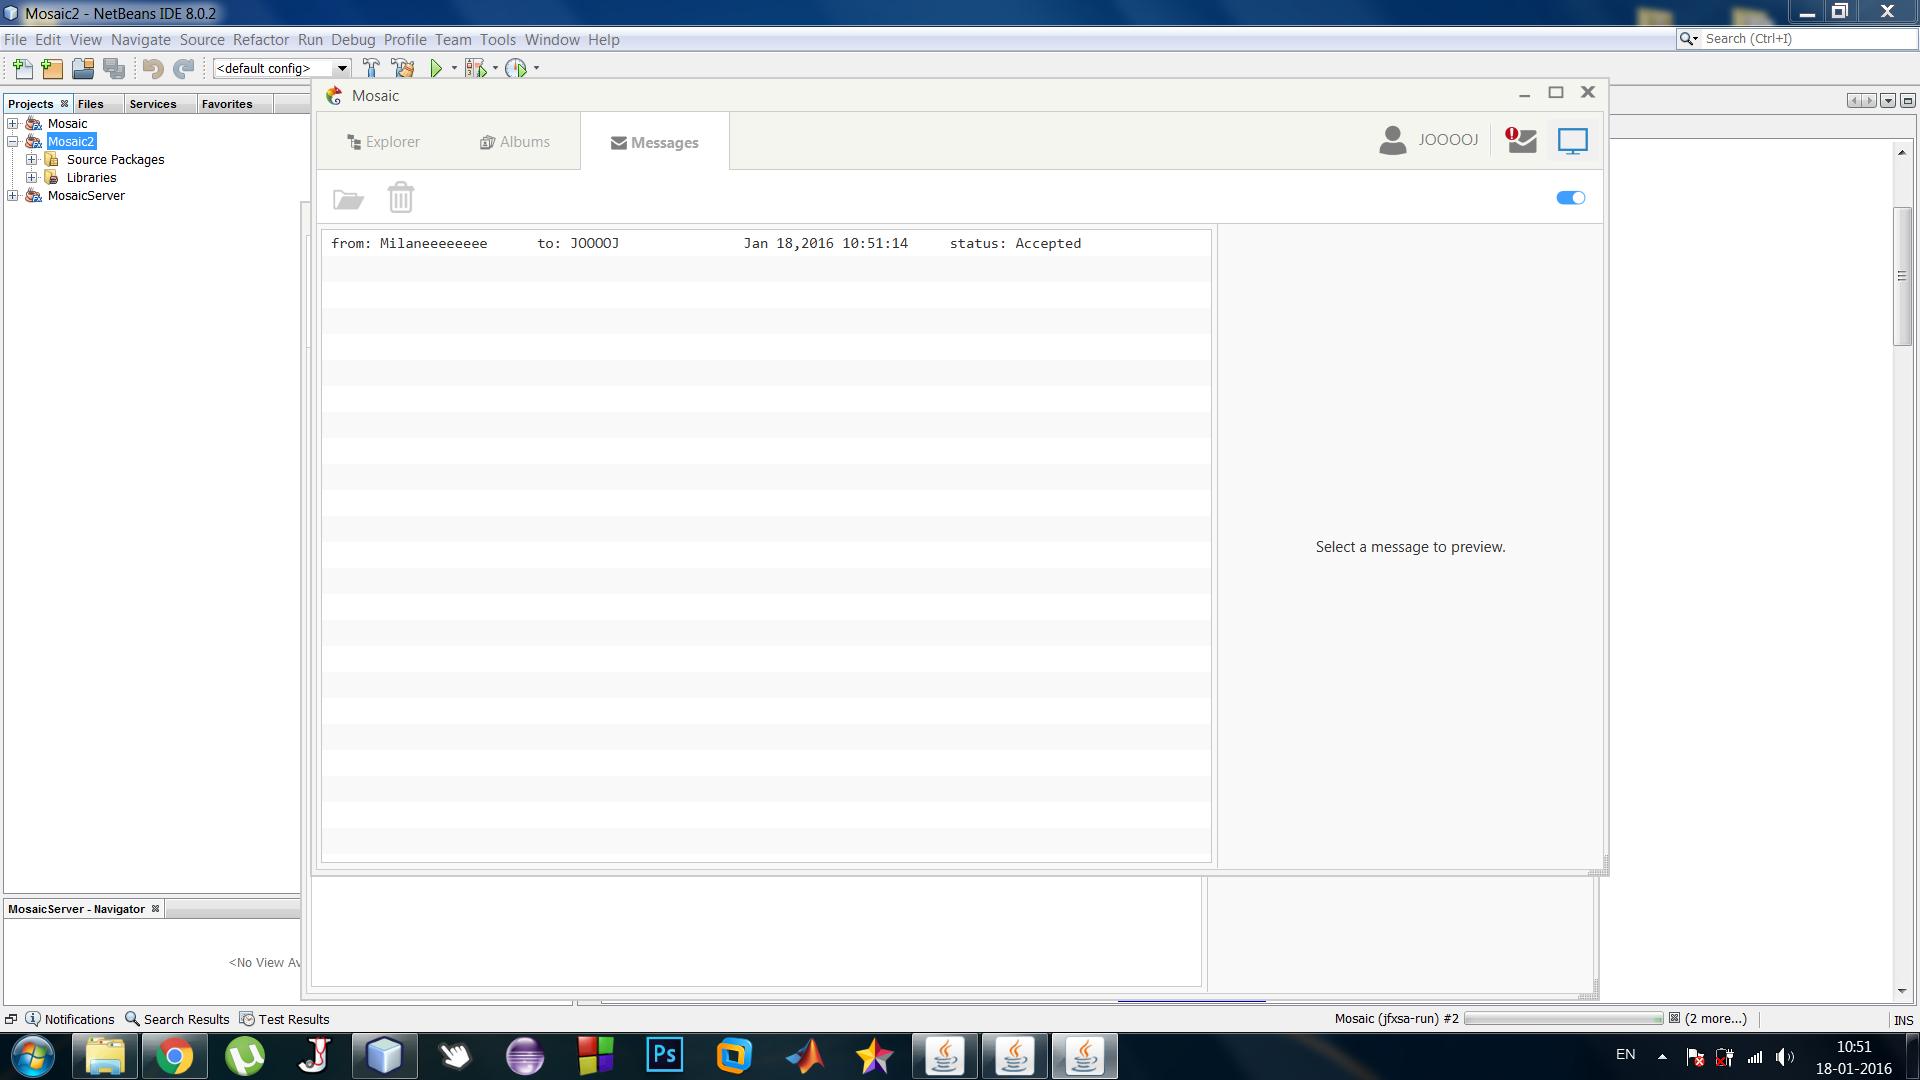 Mosaic2 - NetBeans IDE 8.0.2
File Edit View Navigate Source Refactor Run Debug Profile Team Tools Window Help
Search (Ctrl+I)
<default config>
Projects Files Services Favorites
Mosaic
Mosaic2
Source Packages
Libraries
MosaicServer
Mosaic
Explorer Albums Messages
JOOOOJ
from: Milaneeeeeeee to: JOOOOJ Jan 18,2016 10:51:14 status: Accepted
Select a message to preview.
MosaicServer - Navigator
<No View Av
Notifications Search Results Test Results
Mosaic (jfxsa-run) #2 (2 more...)
INS
Ps
EN
10:51
18-01-2016